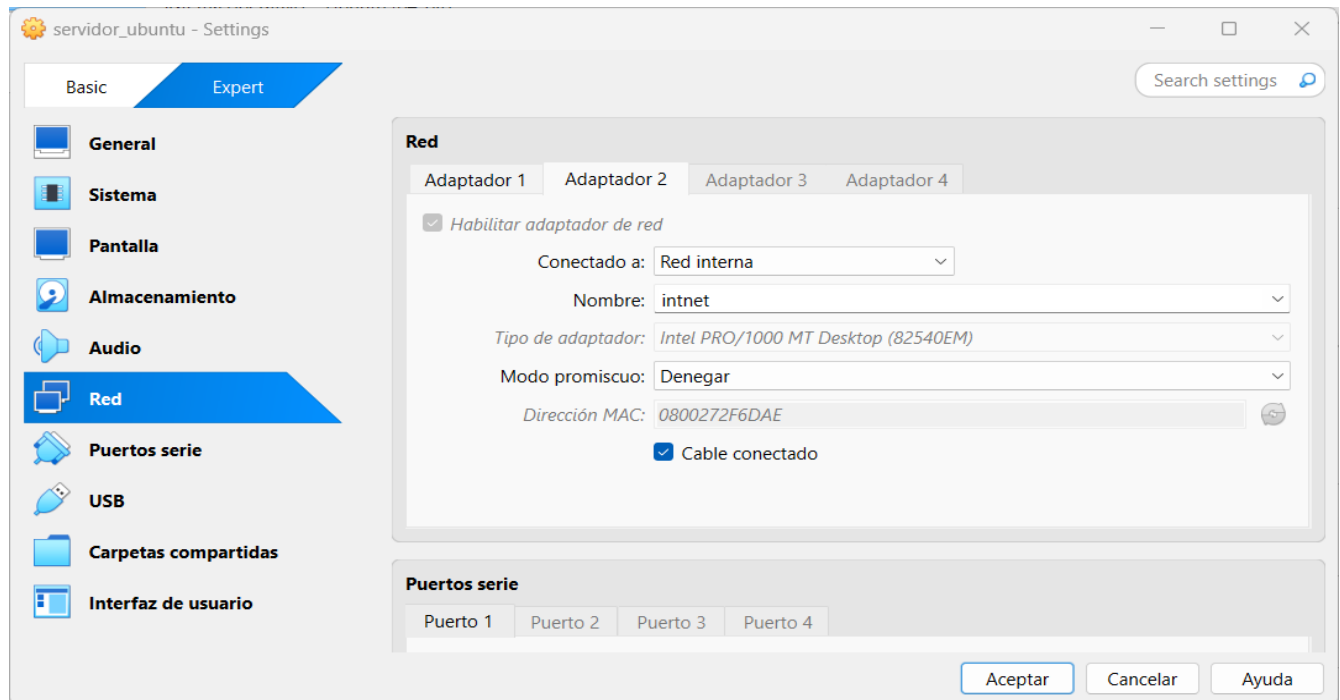 servidor_ubuntu - Settings
Basic Expert Search settings
General
Sistema
Pantalla
Almacenamiento
Audio
Red
Puertos serie
USB
Carpetas compartidas
Interfaz de usuario
Red
Adaptador 1 Adaptador 2 Adaptador 3 Adaptador 4
Habilitar adaptador de red
Conectado a: Red interna
Nombre: intnet
Tipo de adaptador: Intel PRO/1000 MT Desktop (82540EM)
Modo promiscuo: Denegar
Dirección MAC: 0800272F6DAE
Cable conectado
Puertos serie
Puerto 1 Puerto 2 Puerto 3 Puerto 4
Aceptar Cancelar Ayuda